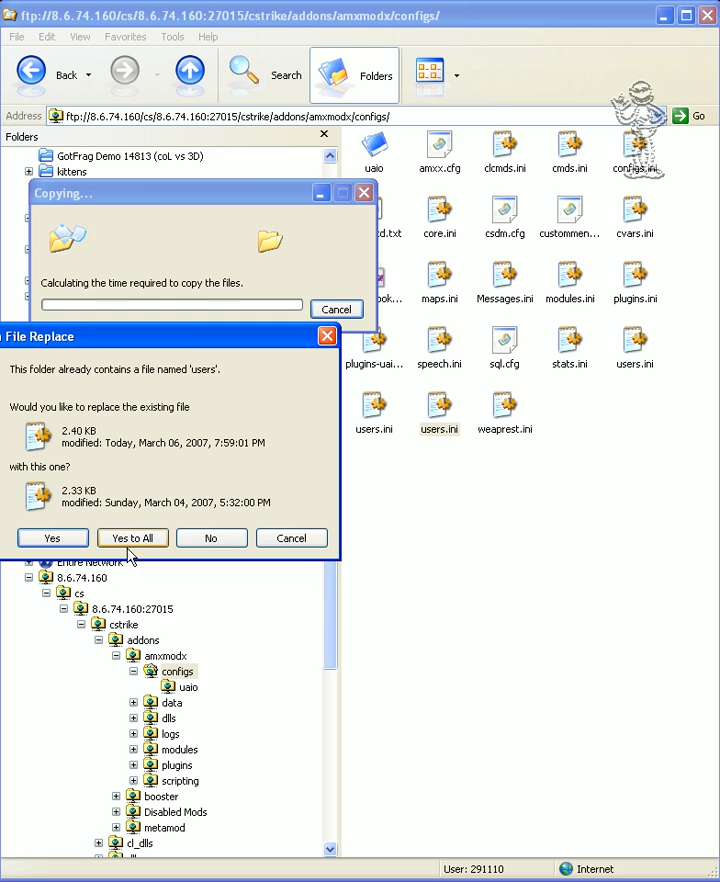 ftp://8.6.74.160/cs/8.6.74.160:27015/cstrike/addons/amxmodx/configs/
File Edit View Favorites Tools Help
Back Search Folders
Address ftp://8.6.74.160/cs/8.6.74.160:27015/cstrike/addons/amxmodx/configs/ Go
Folders
GotFrag Demo 14813 (coL vs 3D)
kittens
Copying...
Calculating the time required to copy the files.
Cancel
File Replace
This folder already contains a file named 'users'.
Would you like to replace the existing file
2.40 KB
modified: Today, March 06, 2007, 7:59:01 PM
with this one?
2.33 KB
modified: Sunday, March 04, 2007, 5:32:00 PM
Yes Yes to All No Cancel
Entire Network
8.6.74.160
cs
8.6.74.160:27015
cstrike
addons
amxmodx
configs
uaio
data
dlls
logs
modules
plugins
scripting
booster
Disabled Mods
metamod
cl_dlls
uaio amxx.cfg clcmds.ini cmds.ini configs.ini
d.txt core.ini csdm.cfg custommen... cvars.ini
ook... maps.ini Messages.ini modules.ini plugins.ini
plugins-uai... speech.ini sql.cfg stats.ini users.ini
users.ini users.ini weaprest.ini
User: 291110 Internet